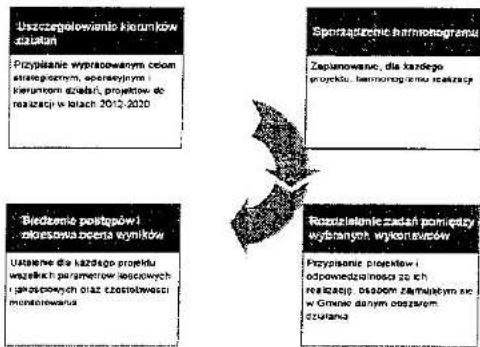 Uszczegółowienie kierunków
działań
Przypisanie wypracowanym celom
strategicznym, operacyjnym i
kierunkom działań, projektów do
realizacji w latach 2012-2020
Sporządzenie harmonogramu
Zaplanowanie, dla każdego
projektu, harmonogramu realizacji
Śledzenie postępów i
okresowa ocena wyników
Ustalenie dla każdego projektu
wszelkich parametrów ilościowych
i jakościowych oraz częstotliwości
monitorowania
Rozdzielenie zadań pomiędzy
wybranych wykonawców
Przypisanie projektów i
odpowiedzialności za ich
realizację, osobom zajmującym się
w Gminie danym obszarem
działania